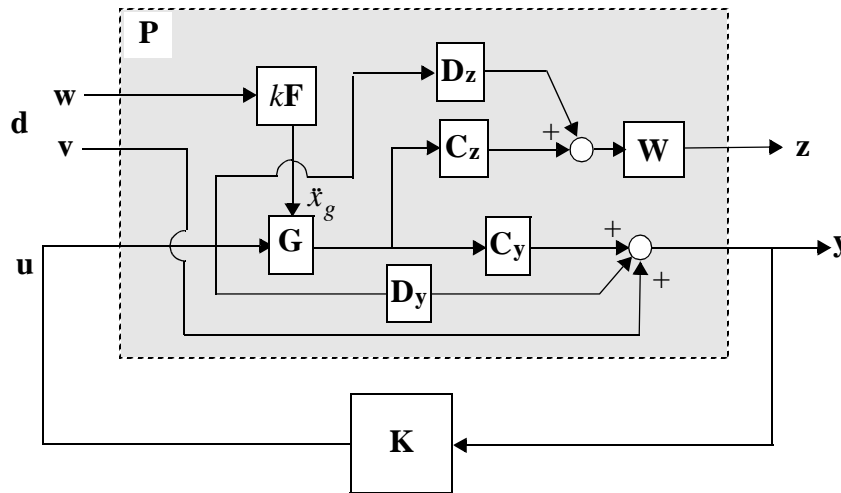 P
w
kF
D_z
d
v
+
C_z
W
z
ẍ_g
u
G
C_y
+
y
D_y
+
K